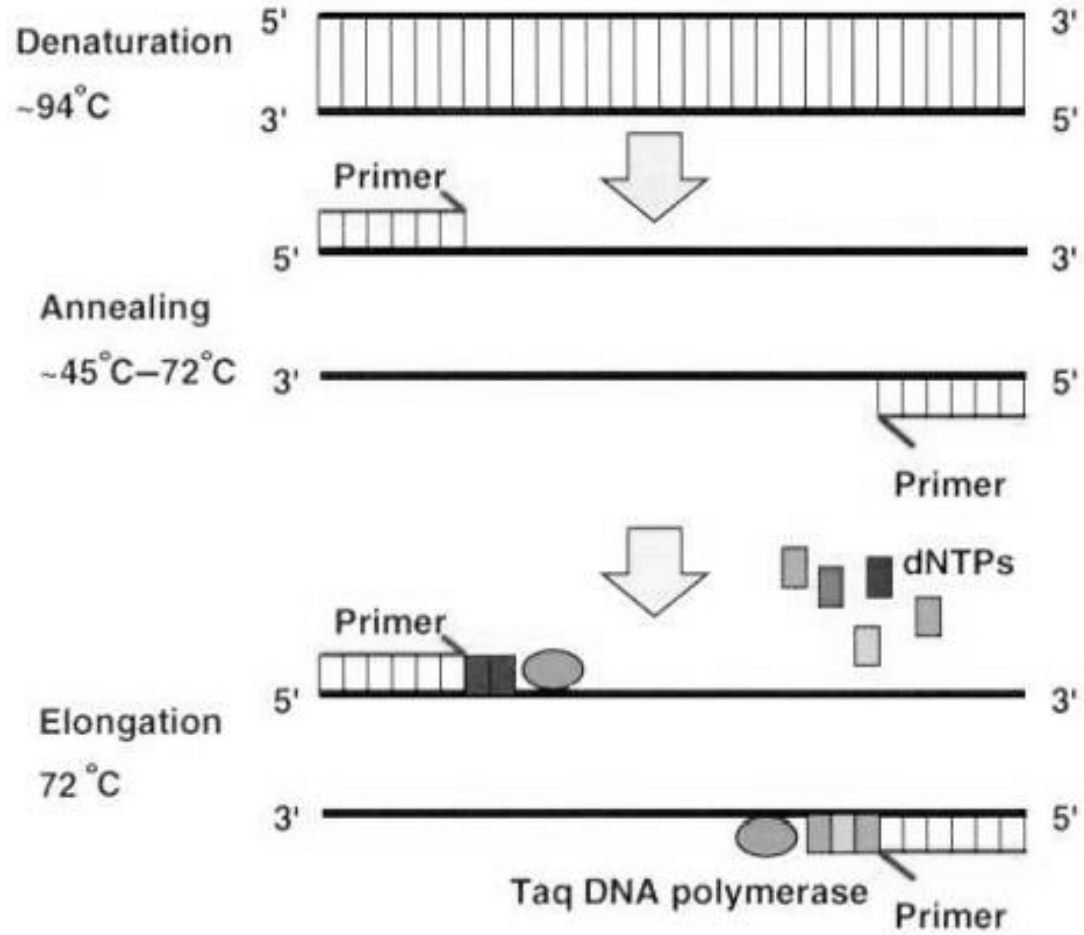 5' 3'
Denaturation
~94°C
3' 5'
Primer
5' 3'
Annealing
~45°C–72°C
3' 5'
Primer
dNTPs
Primer
5' 3'
Elongation
72 °C
3' 5'
Taq DNA polymerase
Primer